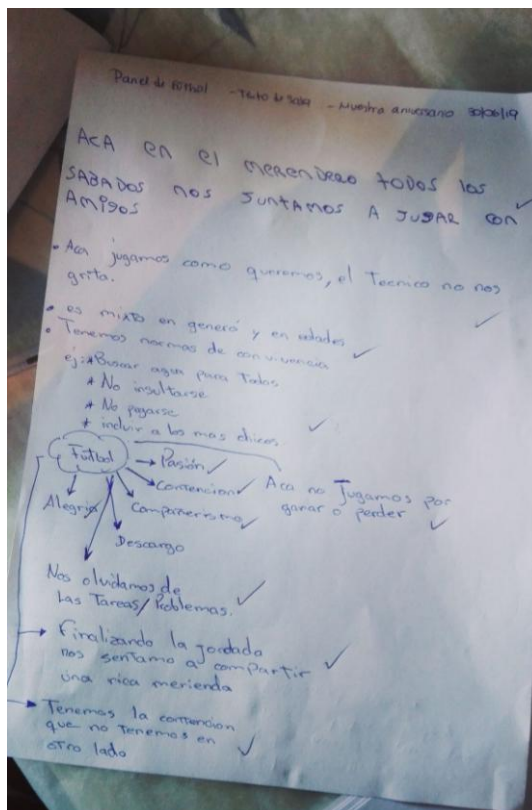 Panel de Fútbol - Texto de Sala - Muestra aniversario 30/06/19
ACA EN el MERENDERO TODOS los
SABADOS NOS JUNTAMOS A JUGAR CON
AMIGOS
• Aca jugamos como queremos, el Tecnico no nos
grita.
• es mixto en genero y en edades
• Tenemos normas de convivencia
ej: * Buscar agua para Todos
* No insultarse
* No pegarse
* incluir a los mas chicos
Futbol
→ Pasión
→ Contencion
Aca no Jugamos por
ganar o perder
Alegria
Compañerismo
Descargo
Nos olvidamos de
Las Tareas/Problemas.
→ Finalizando la jordada
nos sentamo a compartir
una rica merienda
→ Tenemos la contencion
que no tenemos en
otro lado